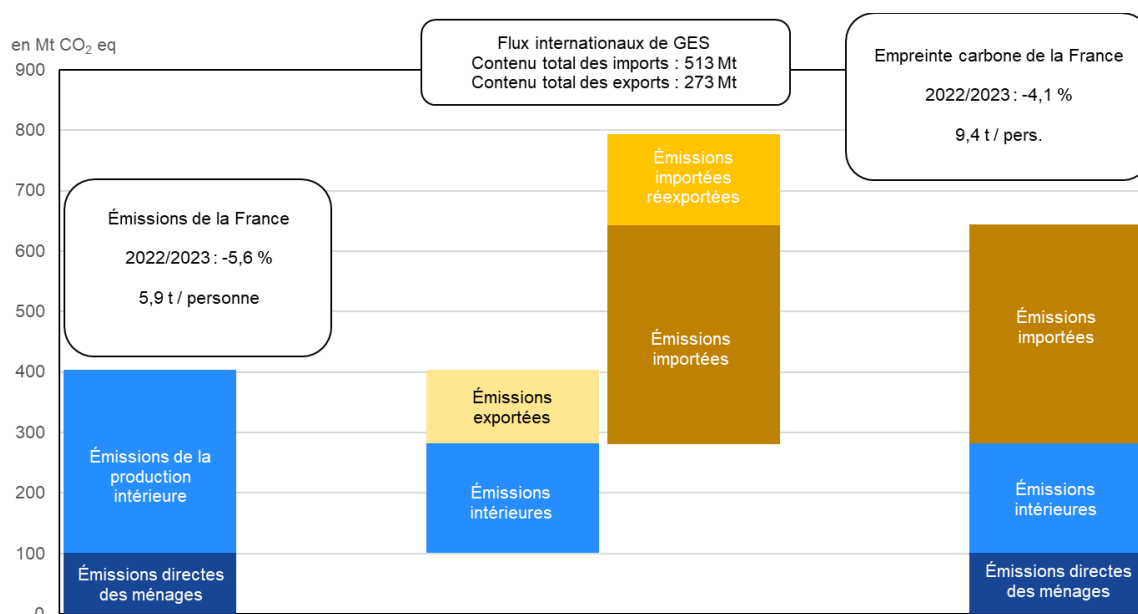 en Mt CO₂ eq
Flux internationaux de GES
Contenu total des imports : 513 Mt
Contenu total des exports : 273 Mt
Empreinte carbone de la France
2022/2023 : -4,1 %
9,4 t / pers.
900
800
700
600
500
400
300
200
100
0
Émissions de la France
2022/2023 : -5,6 %
5,9 t / personne
Émissions de la
production
intérieure
Émissions directes
des ménages
Émissions
exportées
Émissions
intérieures
Émissions
importées
réexportées
Émissions
importées
Émissions
importées
Émissions
intérieures
Émissions directes
des ménages